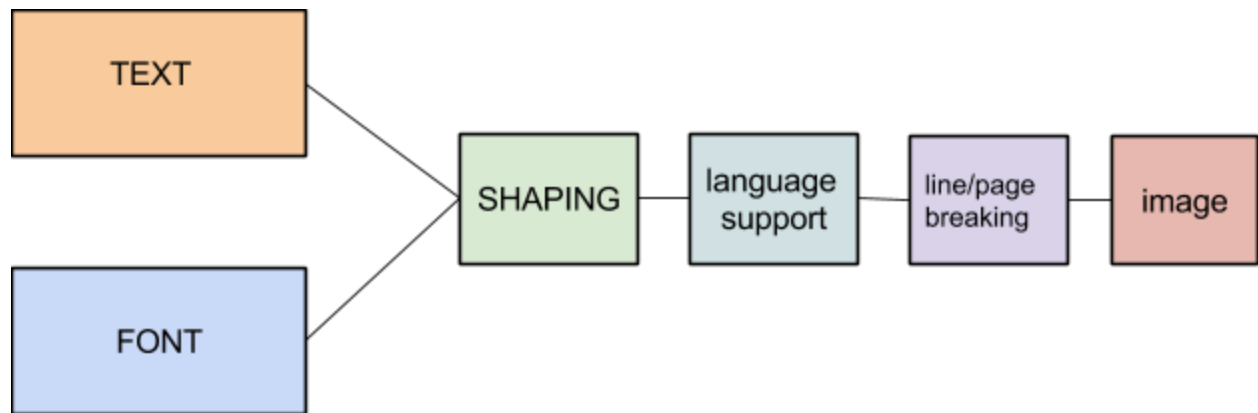 TEXT
FONT
SHAPING
language
support
line/page
breaking
image